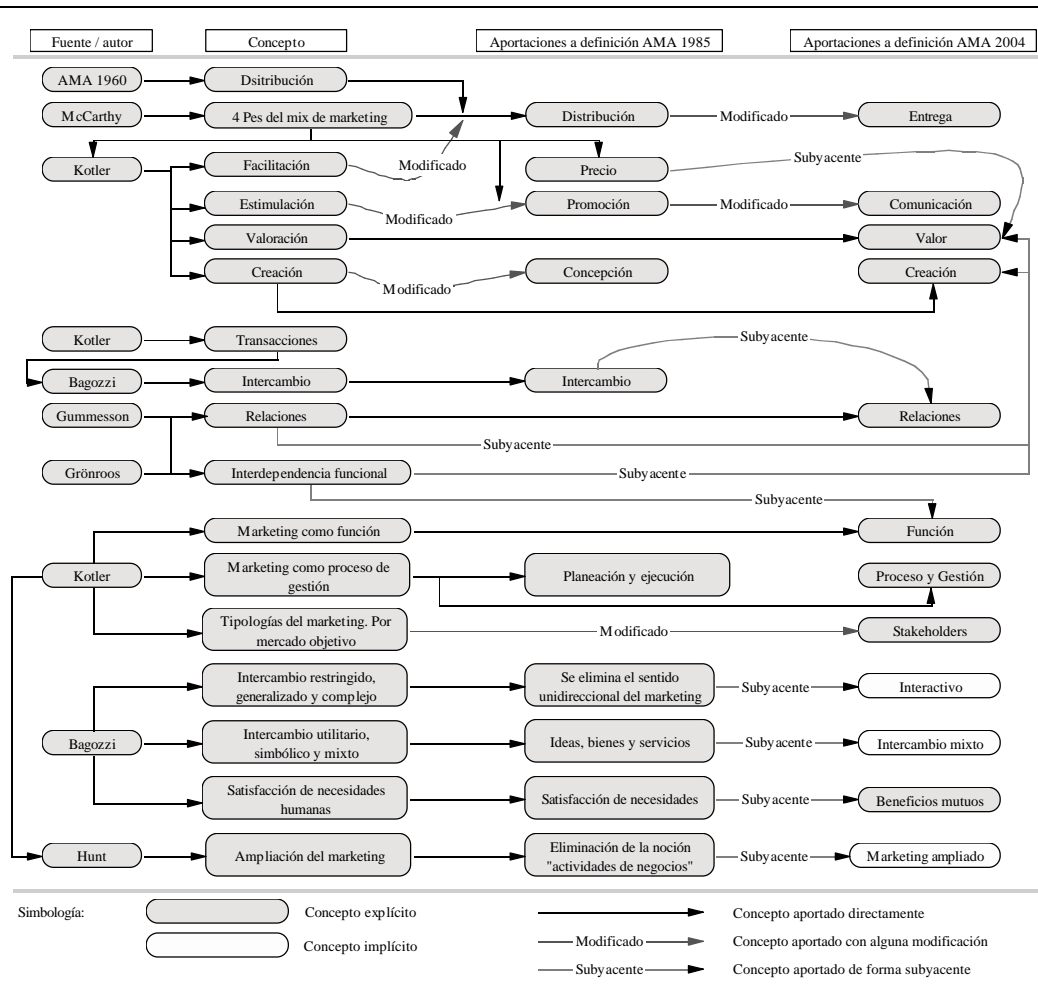 Fuente / autor
Concepto
Aportaciones a definición AMA 1985
Aportaciones a definición AMA 2004
AMA 1960
Dsitribución
McCarthy
4 Pes del mix de marketing
Distribución
Modificado
Entrega
Kotler
Facilitación
Modificado
Precio
Subyacente
Estimulación
Modificado
Promoción
Modificado
Comunicación
Valoración
Valor
Creación
Modificado
Concepción
Creación
Kotler
Transacciones
Subyacente
Bagozzi
Intercambio
Intercambio
Gummesson
Relaciones
Relaciones
Subyacente
Grönroos
Interdependencia funcional
Subyacente
Subyacente
Marketing como función
Función
Kotler
Marketing como proceso de
gestión
Planeación y ejecución
Proceso y Gestión
Tipologías del marketing. Por
mercado objetivo
Modificado
Stakeholders
Intercambio restringido,
generalizado y complejo
Se elimina el sentido
unidireccional del marketing
Subyacente
Interactivo
Bagozzi
Intercambio utilitario,
simbólico y mixto
Ideas, bienes y servicios
Subyacente
Intercambio mixto
Satisfacción de necesidades
humanas
Satisfacción de necesidades
Subyacente
Beneficios mutuos
Hunt
Ampliación del marketing
Eliminación de la noción
"actividades de negocios"
Subyacente
Marketing ampliado
Simbología:
Concepto explícito
Concepto aportado directamente
Concepto implícito
Modificado
Concepto aportado con alguna modificación
Subyacente
Concepto aportado de forma subyacente